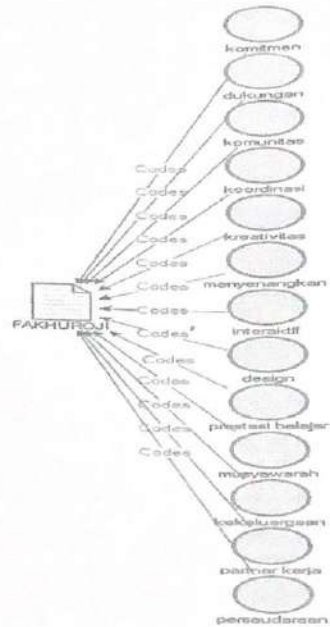 komitmen
dukungan
komunitas
koordinasi
kreativitas
menyenangkan
interaktif
design
prestasi belajar
musyawarah
kekeluargaan
partner kerja
persaudaraan
Codes
Codes
Codes
Codes
Codes
Codes
Codes
Codes
Codes
Codes
Codes
Codes
Codes
FAKHUROJI